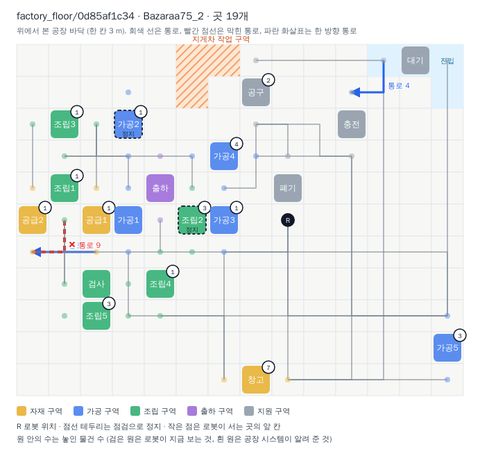 factory_floor/0d85af1c34 · Bazaraa75_2 · 곳 19개
위에서 본 공장 바닥 (한 칸 3 m). 회색 선은 통로, 빨간 점선은 막힌 통로, 파란 화살표는 한 방향 통로
지게차 작업 구역
대기
진입
통로 4
공구
2
충전
조립3
1
가공2
1
정지
가공4
4
조립1
1
출하
폐기
공급2
1
공급1
1
가공1
조립2
3
정지
가공3
1
R
✖ 통로 9
검사
조립4
1
조립5
3
가공5
3
창고
7
자재 구역
가공 구역
조립 구역
출하 구역
지원 구역
R 로봇 위치 · 점선 테두리는 점검으로 정지 · 작은 점은 로봇이 서는 곳의 앞 칸
원 안의 수는 놓인 물건 수 (검은 원은 로봇이 지금 보는 것, 흰 원은 공장 시스템이 알려 준 것)